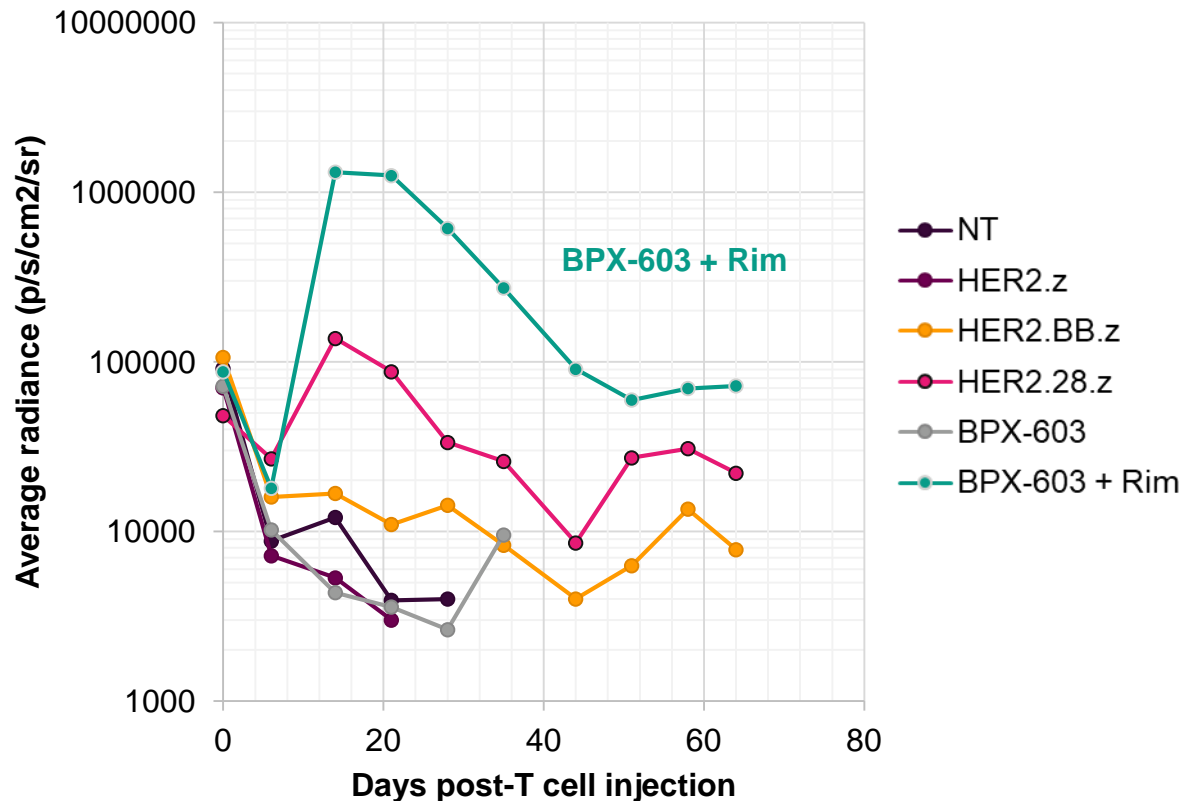 10000000
1000000
100000
10000
1000
Average radiance (p/s/cm2/sr)
BPX-603 + Rim
0 20 40 60 80
Days post-T cell injection
NT
HER2.z
HER2.BB.z
HER2.28.z
BPX-603
BPX-603 + Rim